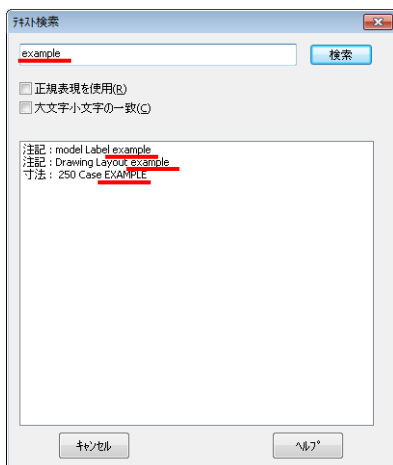 ﾃｷｽﾄ検索
example
検索
正規表現を使用(R)
大文字小文字の一致(C)
注記 : model Label example
注記 : Drawing Layout example
寸法 : 250 Case EXAMPLE
ｷｬﾝｾﾙ
ﾍﾙﾌﾟ